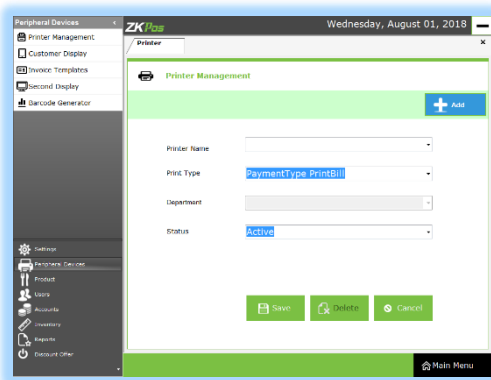 Peripheral Devices
Printer Management
Customer Display
Invoice Templates
Second Display
Barcode Generator
Settings
Peripheral Devices
Product
Users
Accounts
Inventory
Reports
Discount Offer
ZKPos
Wednesday, August 01, 2018
Printer
Printer Management
Add
Printer Name
Print Type
PaymentType PrintBill
Department
Status
Active
Save
Delete
Cancel
Main Menu